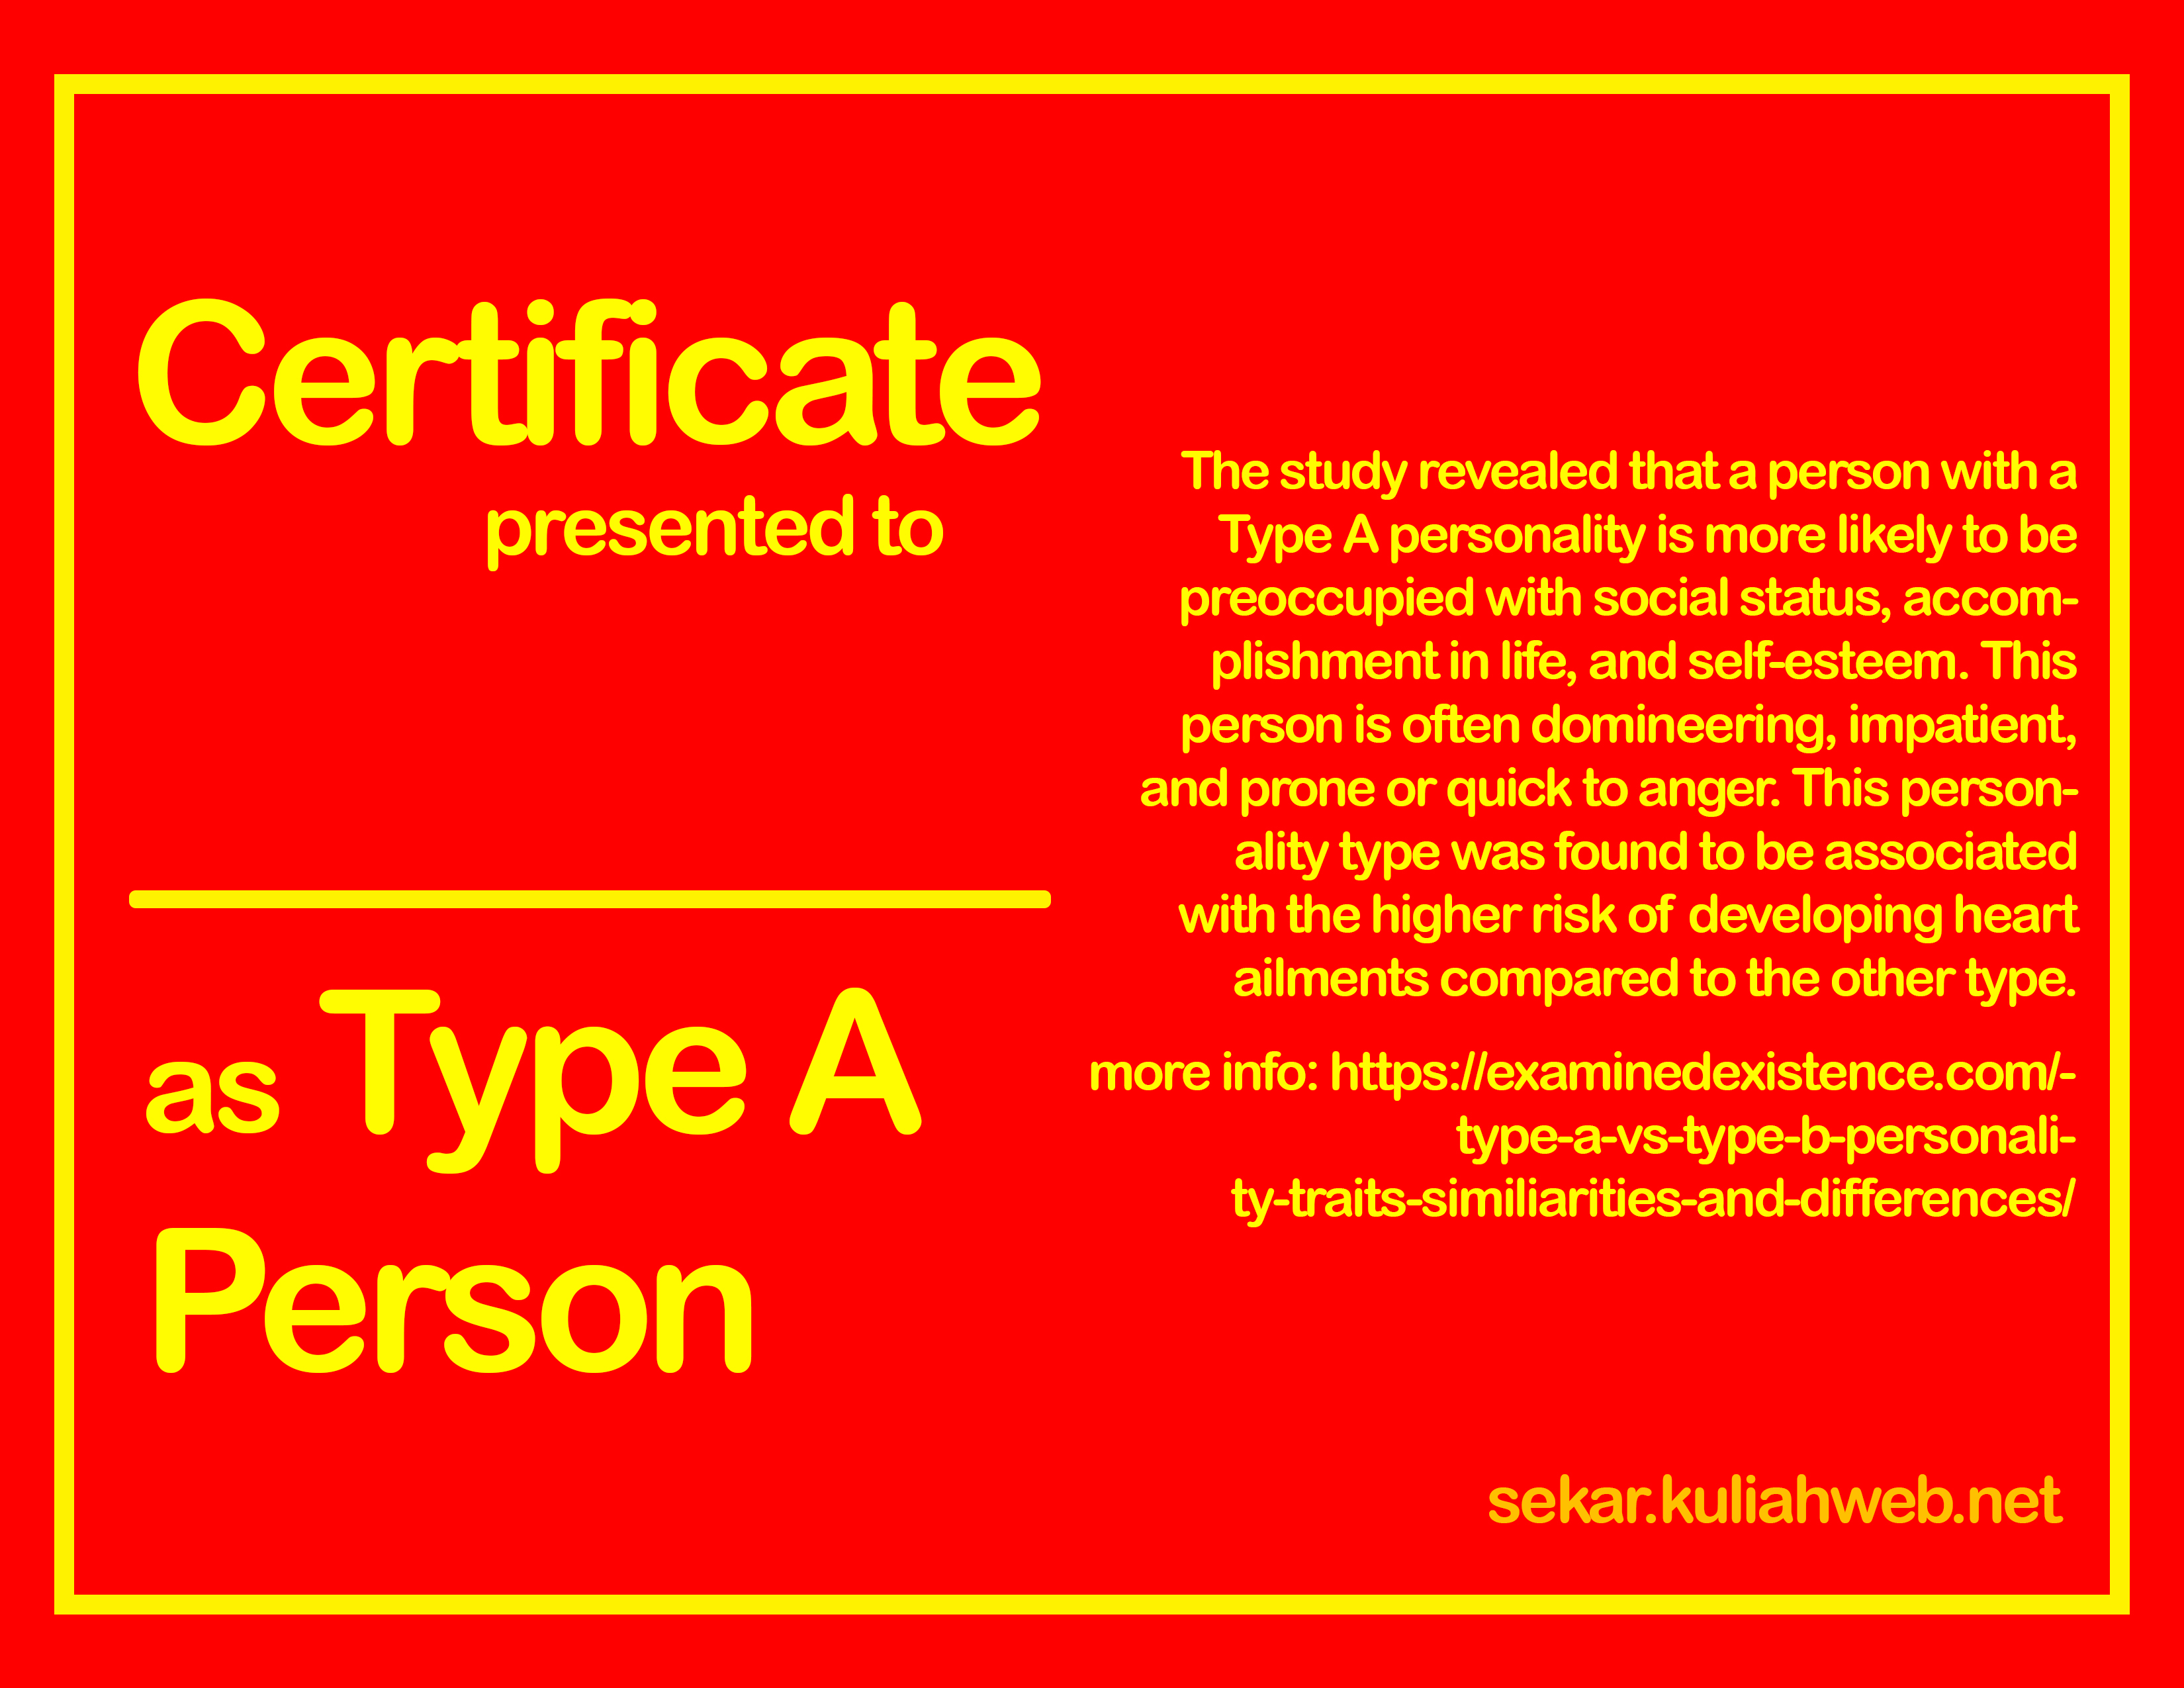 Certificate
presented to
as Type A
Person
The study revealed that a person with a
Type A personality is more likely to be
preoccupied with social status, accom-
plishment in life, and self-esteem. This
person is often domineering, impatient,
and prone or quick to anger. This person-
ality type was found to be associated
with the higher risk of developing heart
ailments compared to the other type.
more info: https://examinedexistence.com/-
type-a-vs-type-b-personali-
ty-traits-similiarities-and-differences/
sekar.kuliahweb.net